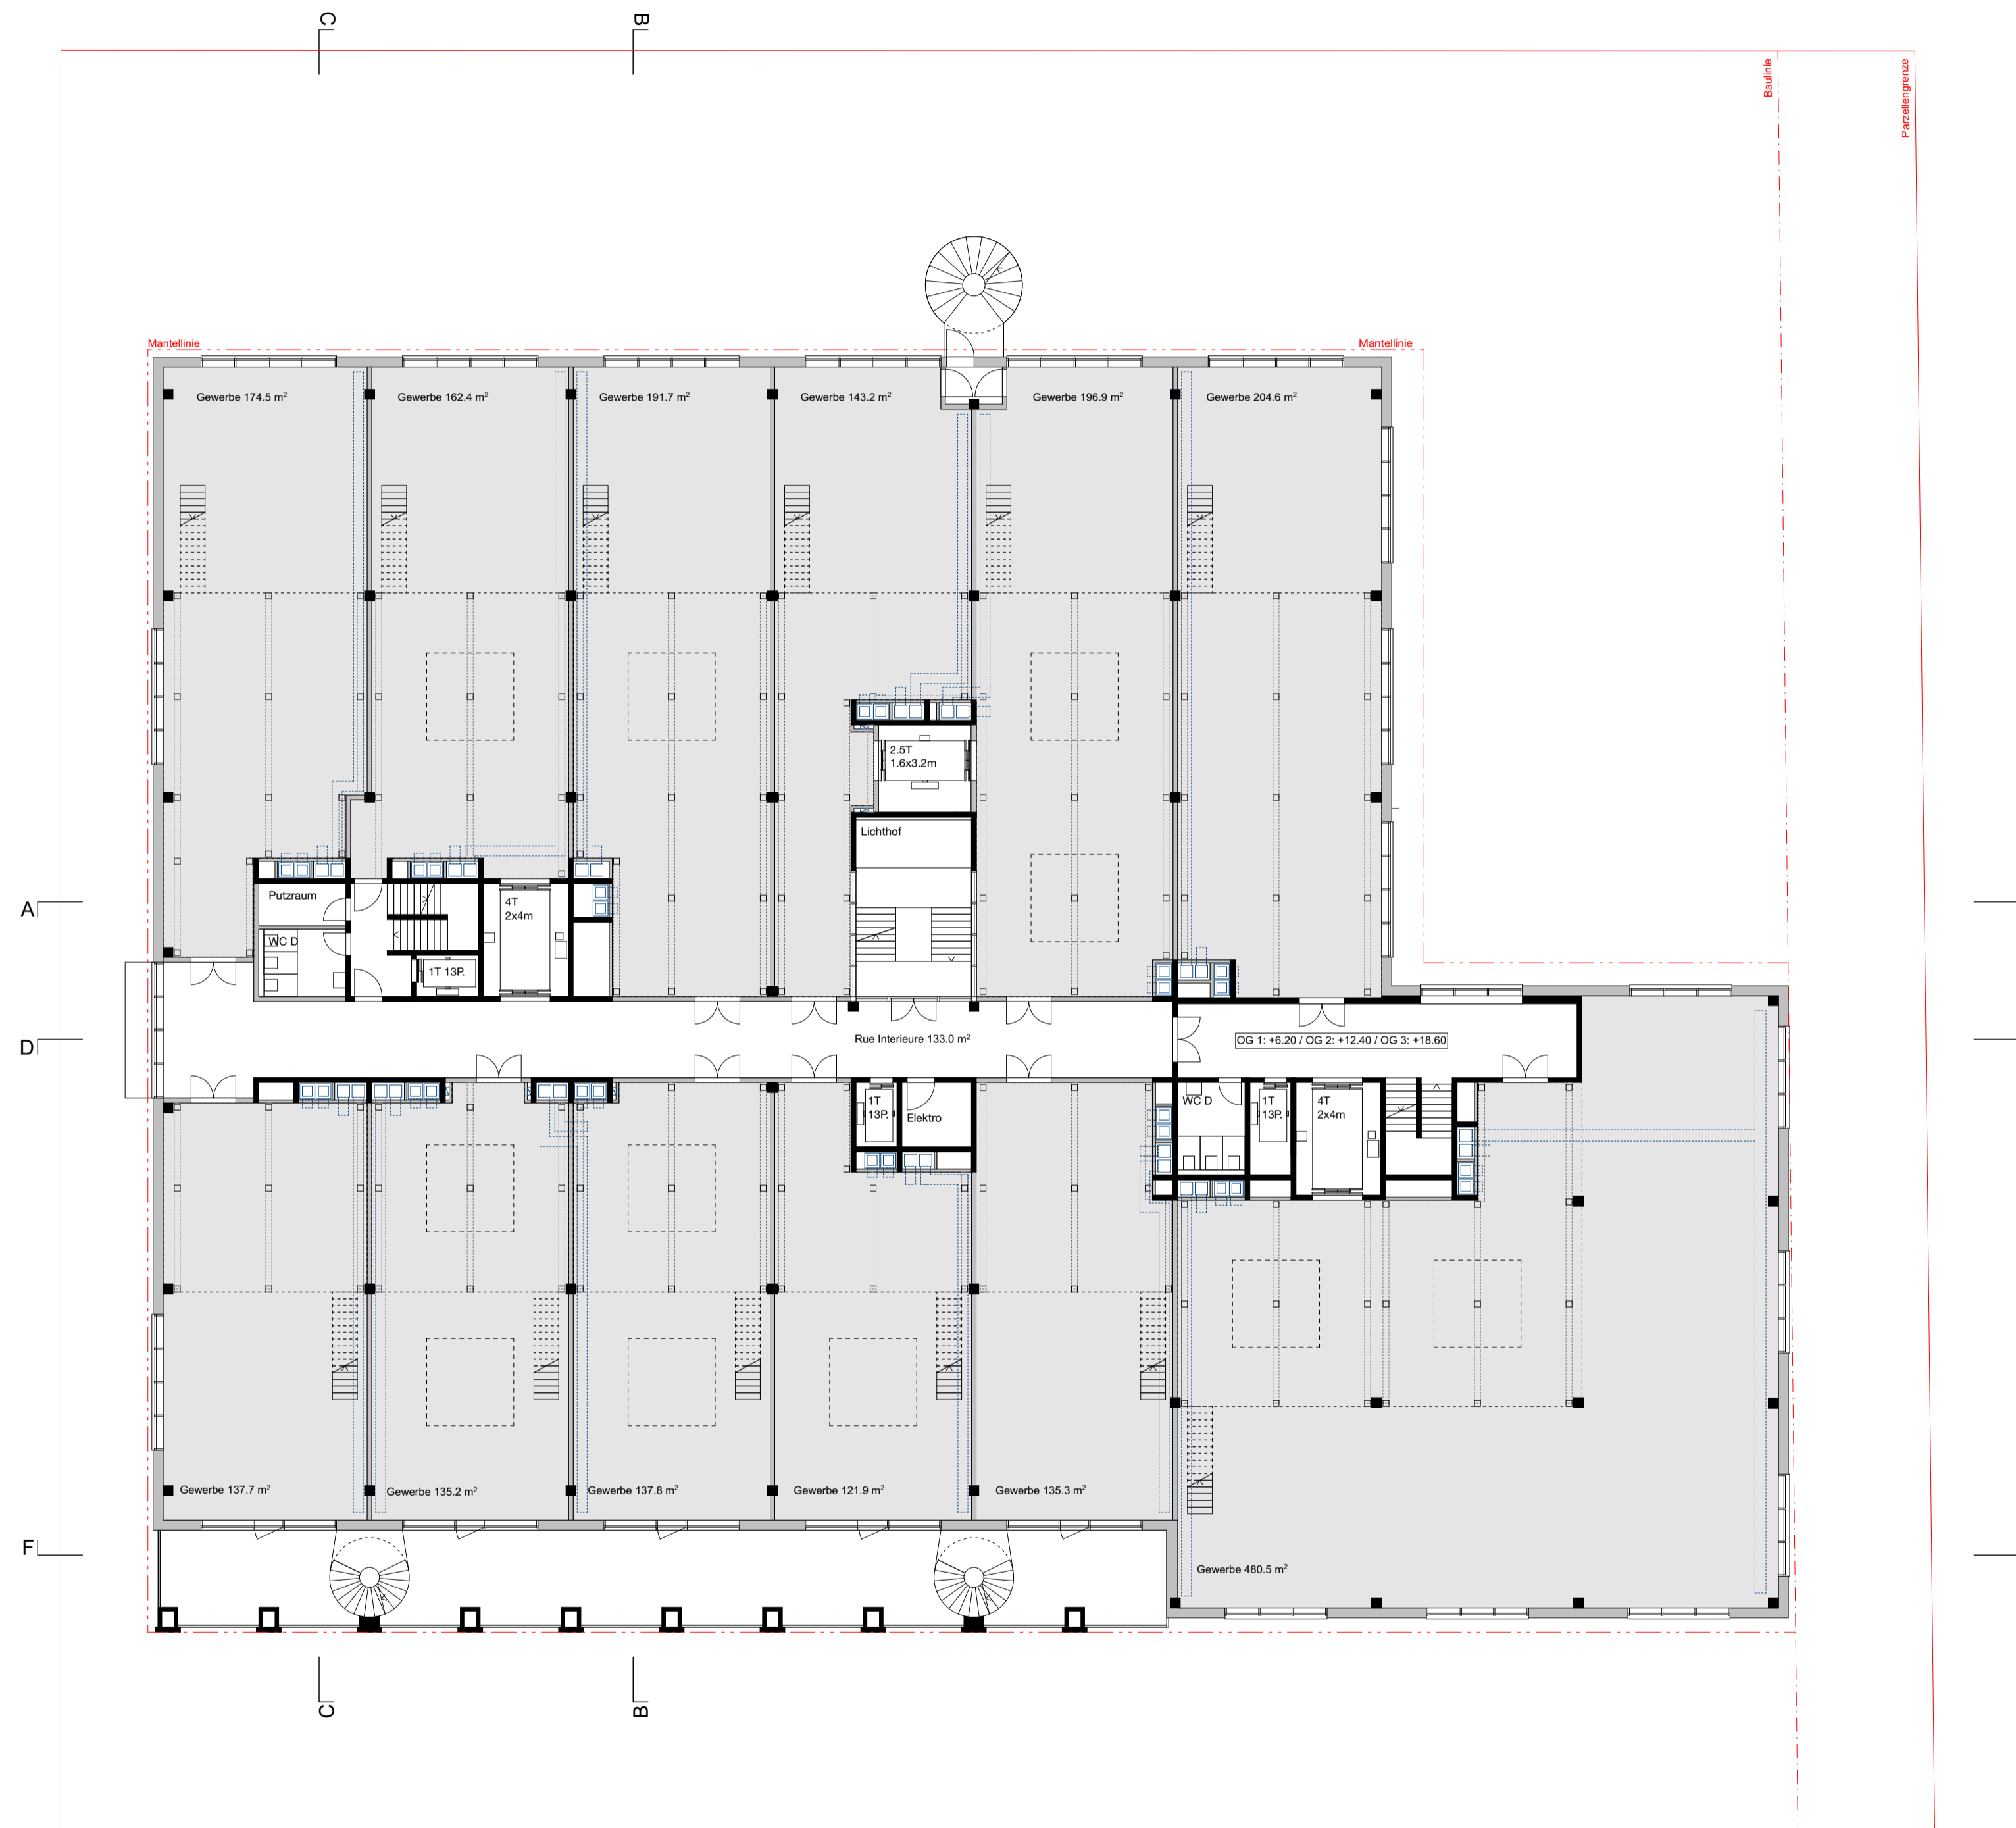 C
B
Baulinie
Parzellengrenze
Mantellinie
Mantellinie
Gewerbe 174.5 m²
Gewerbe 162.4 m²
Gewerbe 191.7 m²
Gewerbe 143.2 m²
Gewerbe 196.9 m²
Gewerbe 204.6 m²
2.5T
1.6x3.2m
Lichthof
Putzraum
4T
2x4m
A
WC D
1T 13P.
D
Rue Interieure 133.0 m²
OG 1: +6.20 / OG 2: +12.40 / OG 3: +18.60
1T
13P.
Elektro
WC D
1T
13P.
4T
2x4m
Gewerbe 137.7 m²
Gewerbe 135.2 m²
Gewerbe 137.8 m²
Gewerbe 121.9 m²
Gewerbe 135.3 m²
F
Gewerbe 480.5 m²
C
B